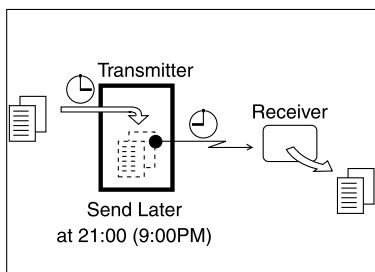 Transmitter
Receiver
Send Later
at 21:00 (9:00PM)